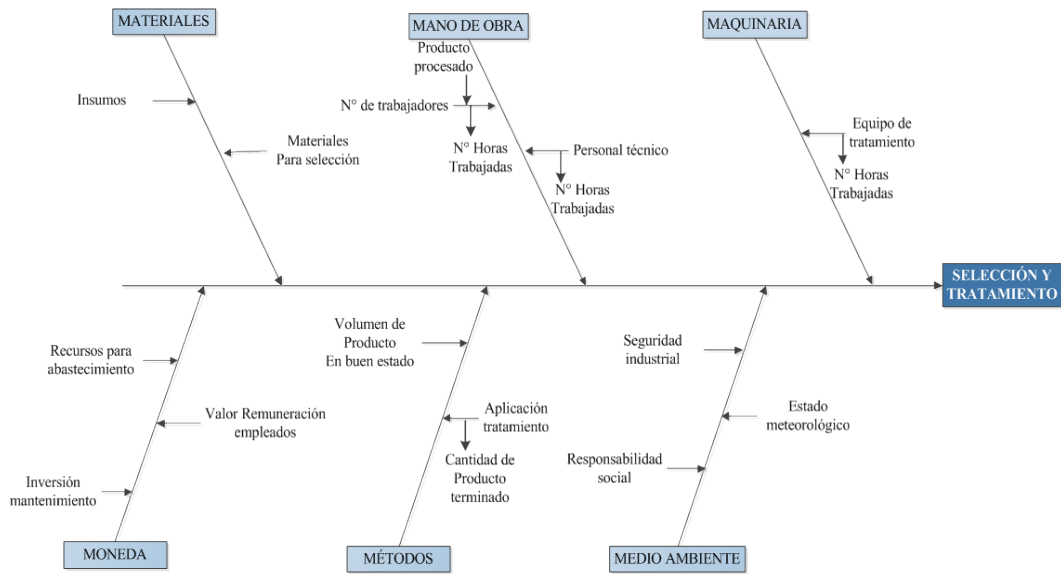 MATERIALES
MANO DE OBRA
MAQUINARIA
Producto
procesado
Insumos
N° de trabajadores
N° Horas
Trabajadas
Materiales
Para selección
Personal técnico
N° Horas
Trabajadas
Equipo de
tratamiento
N° Horas
Trabajadas
SELECCIÓN Y
TRATAMIENTO
Recursos para
abastecimiento
Valor Remuneración
empleados
Inversión
mantenimiento
Volumen de
Producto
En buen estado
Aplicación
tratamiento
Cantidad de
Producto
terminado
Seguridad
industrial
Estado
meteorológico
Responsabilidad
social
MONEDA
MÉTODOS
MEDIO AMBIENTE